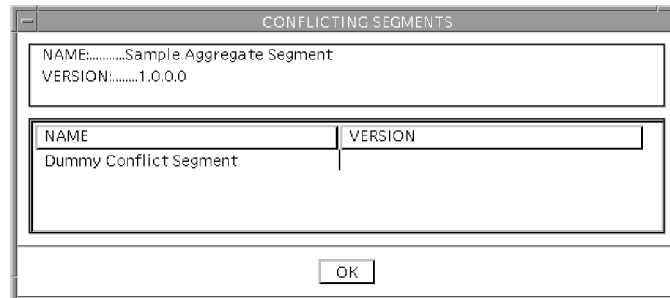 CONFLICTING SEGMENTS
NAME:..........Sample Aggregate Segment
VERSION:........1.0.0.0
NAME VERSION
Dummy Conflict Segment
OK